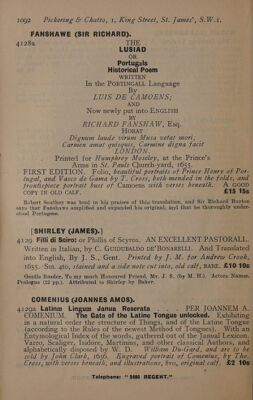 1092 Pickering & Chatto, 1, King Street, St. James', S.W.1.
FANSHAWE (SIR RICHARD).
4128a THE
LUSIAD
OR
Portugals
Historical Poem
WRITTEN
In the PORTINGALL Language
By
LUIS DE CAMOENS;
AND
Now newly put into ENGLISH
BY
RICHARD FANSHAW, Esq.
HORAT
Dignum laude virum Musa vetat mori;
Carmen amat quisquis, Carmine digna facit
LONDON.
Printed for Humphrey Moseley, at the Prince's
Arms in St. Pauls Church-yard, 1655.
FIRST EDITION. Folio, beautiful portraits of Prince Henry of Por-
tugal, and Vasco de Gama by T. Cross, both mended in the folds, and
frontispiece portrait bust of Camoens with verses beneath. A GOOD
COPY IN OLD CALF. £15 15s
Robert Southey was loud in his praises of this translation, and Sir Richard Burton
says that Fanshawe amplified and expanded his original, and that he thoroughly under-
stood Portuguese.
[SHIRLEY (JAMES).]
4129 Filli di Sciro: or Phillis of Scyros. AN EXCELLENT PASTORALL.
Written in Italian, by C. GUIDUBALDO DE' BONARELLI. And Translated
into English, By J. S., Gent. Printed by J. M. for Andrew Crook,
1655. Sm. 4to, stained and a side note cut into, old calf, RARE. £10 10s
Gentle Reader, To my much Honoured Friend, Mr. J. S. (by M. H.). Actors Names,
Prologue (12 pp.). Attributed to Shirley by Baker.
COMENIUS (JOANNES AMOS).
4129a Latinæ Linguæ Janua Reserata PER JOANNEM A.
COMENIUM. The Gate of the Latine Tongue unlocked. Exhibiting
in a natural order the structure of Things, and of the Latine Tongue
(according to the Rules of the newest Method of Tongues). With an
Entymological Index of the words, gathered out of the Janual Lexicon,
Varro, Scaliger, Isidore, Martinius, and other classical Authors, and
alphabetically disposed by W. D. William Du-Gard, and are to be
sold by John Clark, 1656. Engraved portrait of Comenius, by Tho.
Cross, with verses beneath, and illustrations, 8vo, original calf. £2 10s
Telephone: "5480 REGENT."